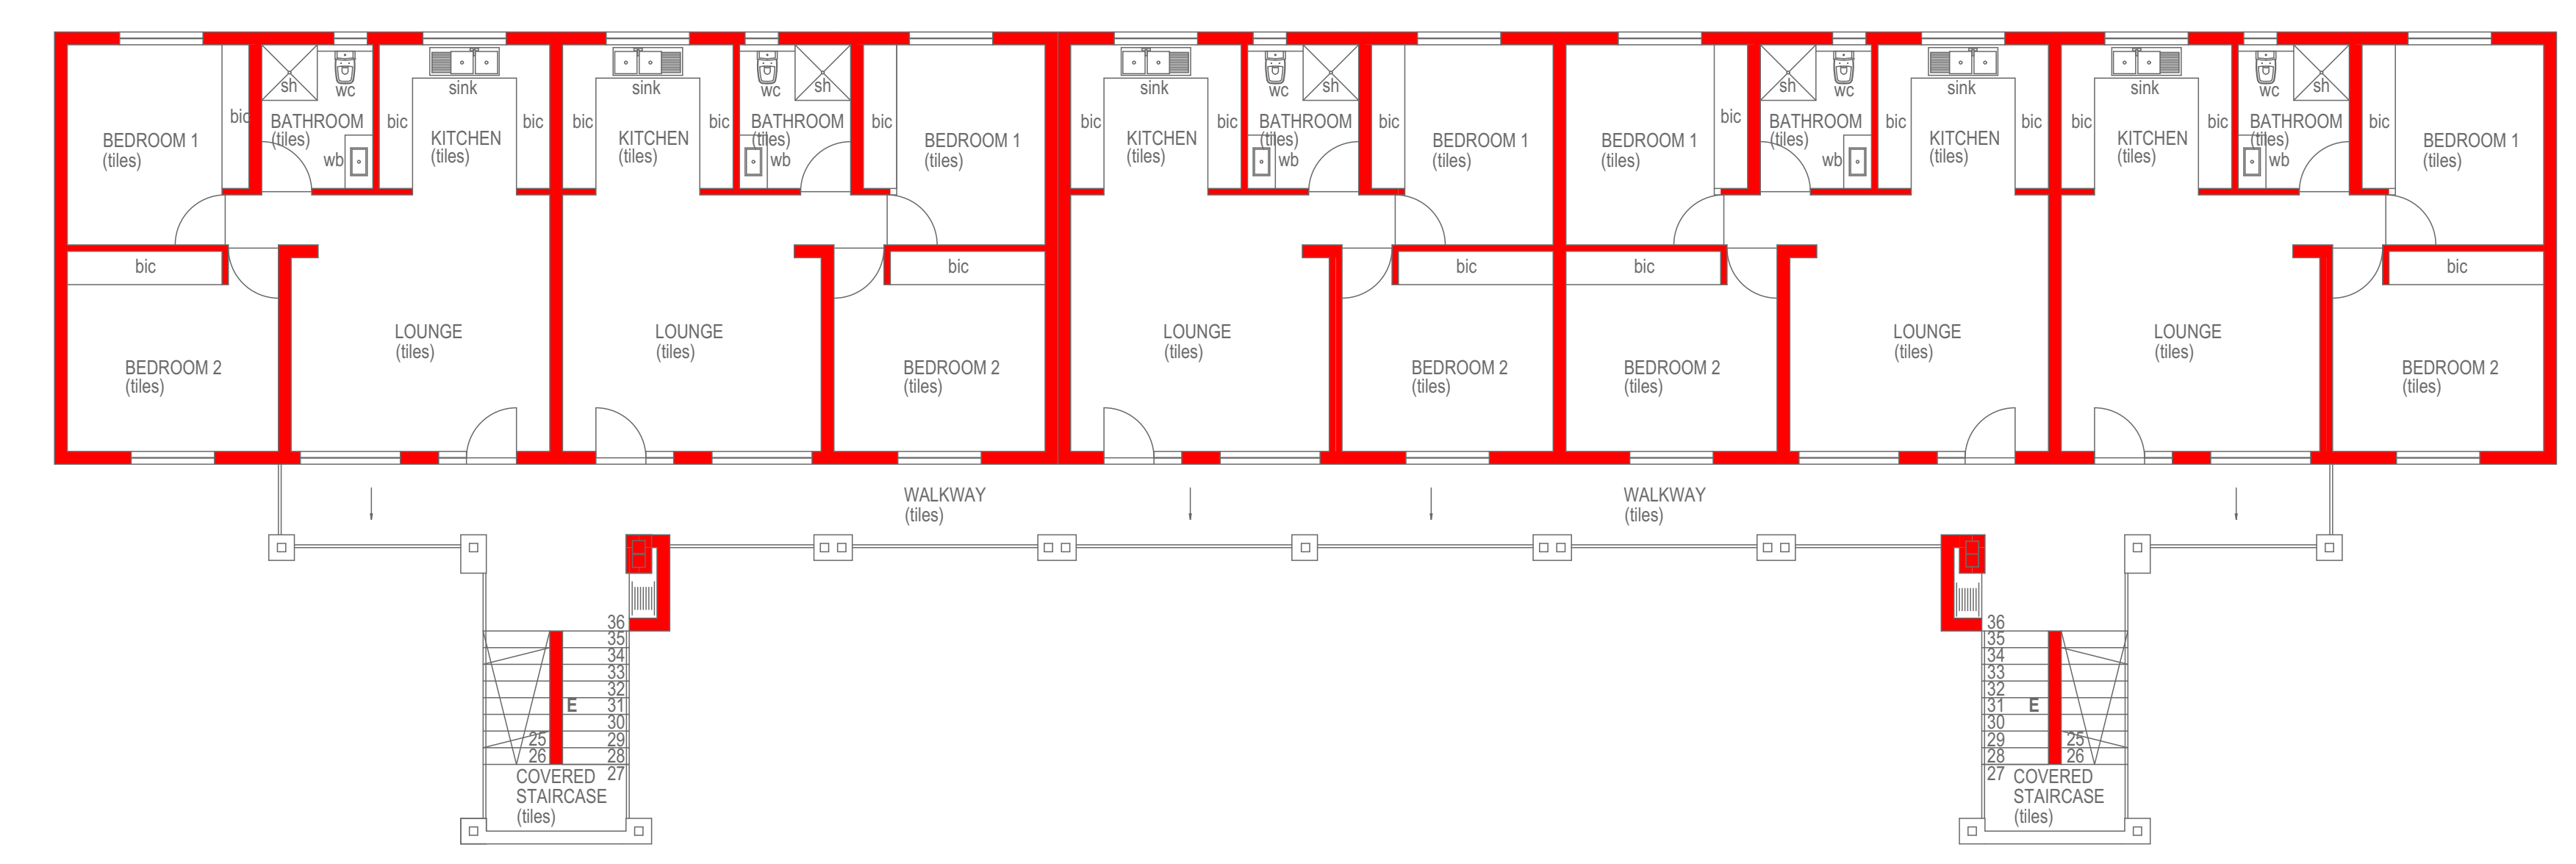 sh
wc
sink
bic
BATHROOM
(tiles)
bic
KITCHEN
(tiles)
bic
BEDROOM 1
(tiles)
wb
bic
BEDROOM 2
(tiles)
LOUNGE
(tiles)
sink
wc
sh
bic
KITCHEN
(tiles)
bic
BATHROOM
(tiles)
wb
bic
BEDROOM 1
(tiles)
bic
LOUNGE
(tiles)
BEDROOM 2
(tiles)
sink
wc
sh
bic
KITCHEN
(tiles)
bic
BATHROOM
(tiles)
wb
bic
BEDROOM 1
(tiles)
bic
LOUNGE
(tiles)
BEDROOM 2
(tiles)
BEDROOM 1
(tiles)
bic
sh
wc
BATHROOM
(tiles)
wb
bic
sink
KITCHEN
(tiles)
bic
bic
BEDROOM 2
(tiles)
LOUNGE
(tiles)
sink
wc
sh
bic
KITCHEN
(tiles)
bic
BATHROOM
(tiles)
wb
bic
BEDROOM 1
(tiles)
bic
LOUNGE
(tiles)
BEDROOM 2
(tiles)
WALKWAY
(tiles)
WALKWAY
(tiles)
36
35
34
33
32
E 31
30
25 29
26 28
27
COVERED
STAIRCASE
(tiles)
36
35
34
33
32
31 E
30
29 25
28 26
27
COVERED
STAIRCASE
(tiles)